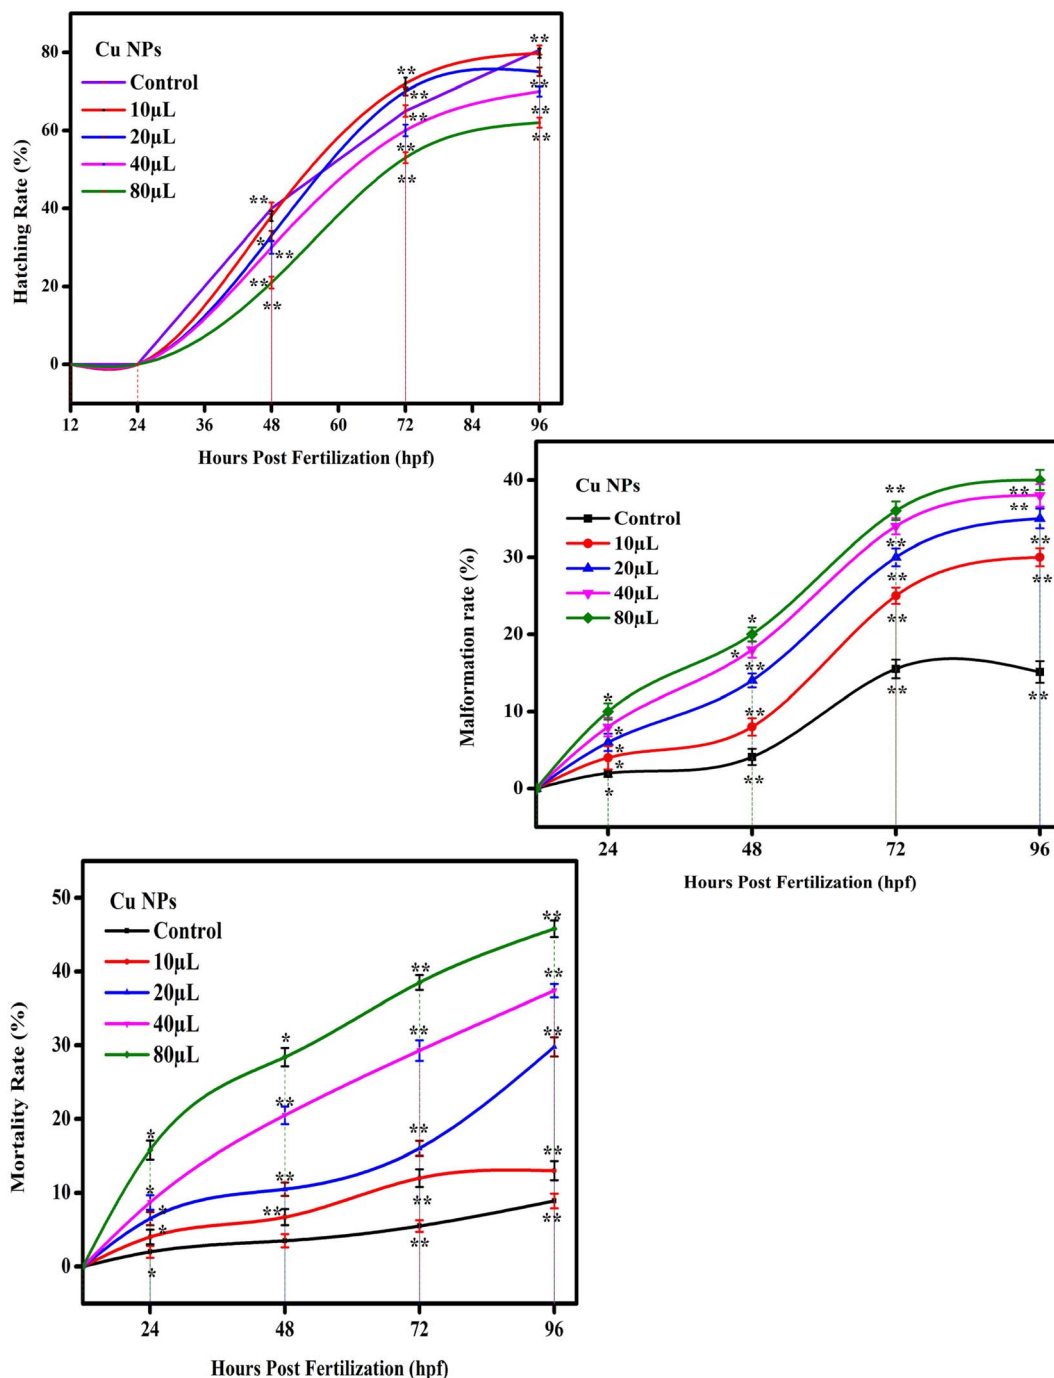 Cu NPs
Control
10µL
20µL
40µL
80µL
Hatching Rate (%)
80
60
40
20
0
** ** ** ** **
** ** ** ** **
** * ** ** **
12 24 36 48 60 72 84 96
Hours Post Fertilization (hpf)
Cu NPs
Control
10µL
20µL
40µL
80µL
Malformation rate (%)
40
30
20
10
0
* * * * *
* * ** ** **
** ** ** ** **
** ** ** ** **
24 48 72 96
Hours Post Fertilization (hpf)
Cu NPs
Control
10µL
20µL
40µL
80µL
Mortality Rate (%)
50
40
30
20
10
0
* * * * *
* ** ** **
** ** ** ** **
** ** ** ** **
24 48 72 96
Hours Post Fertilization (hpf)